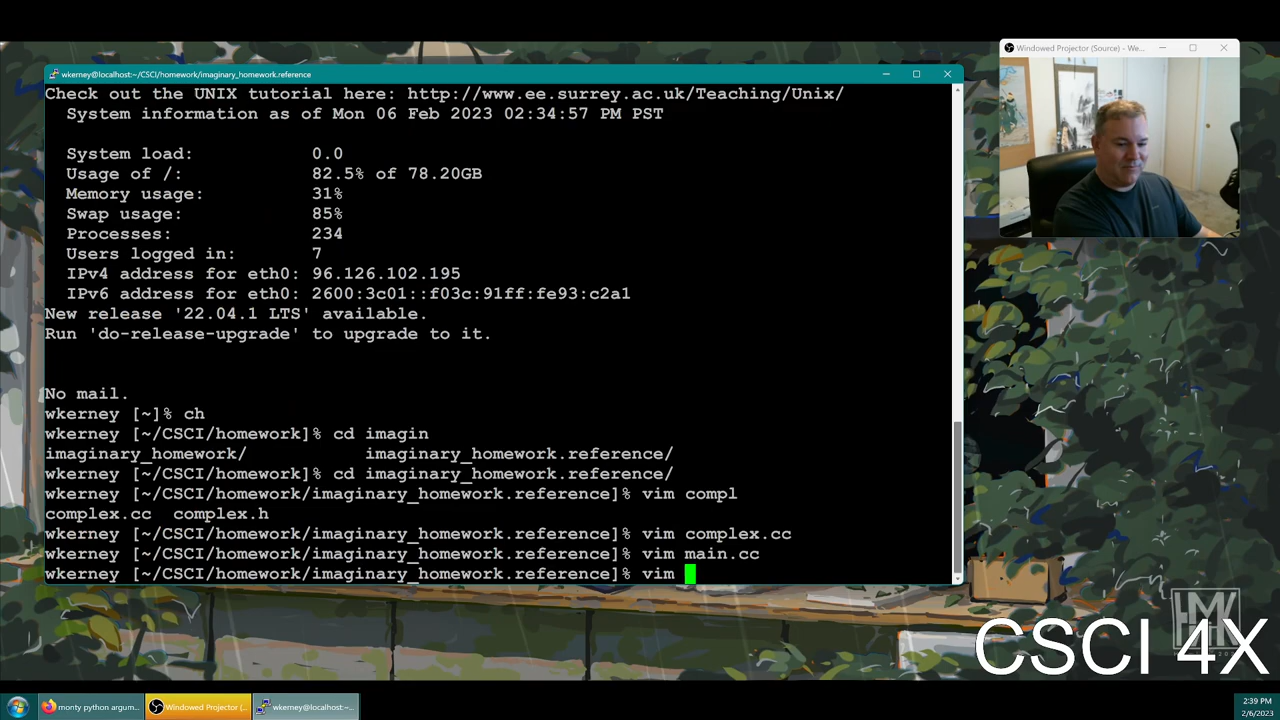 Windowed Projector (Source) - We...
wkerney@localhost:~/CSCI/homework/imaginary_homework.reference
Check out the UNIX tutorial here: http://www.ee.surrey.ac.uk/Teaching/Unix/
System information as of Mon 06 Feb 2023 02:34:57 PM PST
System load: 0.0
Usage of /: 82.5% of 78.20GB
Memory usage: 31%
Swap usage: 85%
Processes: 234
Users logged in: 7
IPv4 address for eth0: 96.126.102.195
IPv6 address for eth0: 2600:3c01::f03c:91ff:fe93:c2a1
New release '22.04.1 LTS' available.
Run 'do-release-upgrade' to upgrade to it.
No mail.
wkerney [~]% ch
wkerney [~/CSCI/homework]% cd imagin
imaginary_homework/ imaginary_homework.reference/
wkerney [~/CSCI/homework]% cd imaginary_homework.reference/
wkerney [~/CSCI/homework/imaginary_homework.reference]% vim compl
complex.cc complex.h
wkerney [~/CSCI/homework/imaginary_homework.reference]% vim complex.cc
wkerney [~/CSCI/homework/imaginary_homework.reference]% vim main.cc
wkerney [~/CSCI/homework/imaginary_homework.reference]% vim
CSCI 4X
monty python argum...
Windowed Projector (...
wkerney@localhost:~...
2:39 PM
2/6/2023